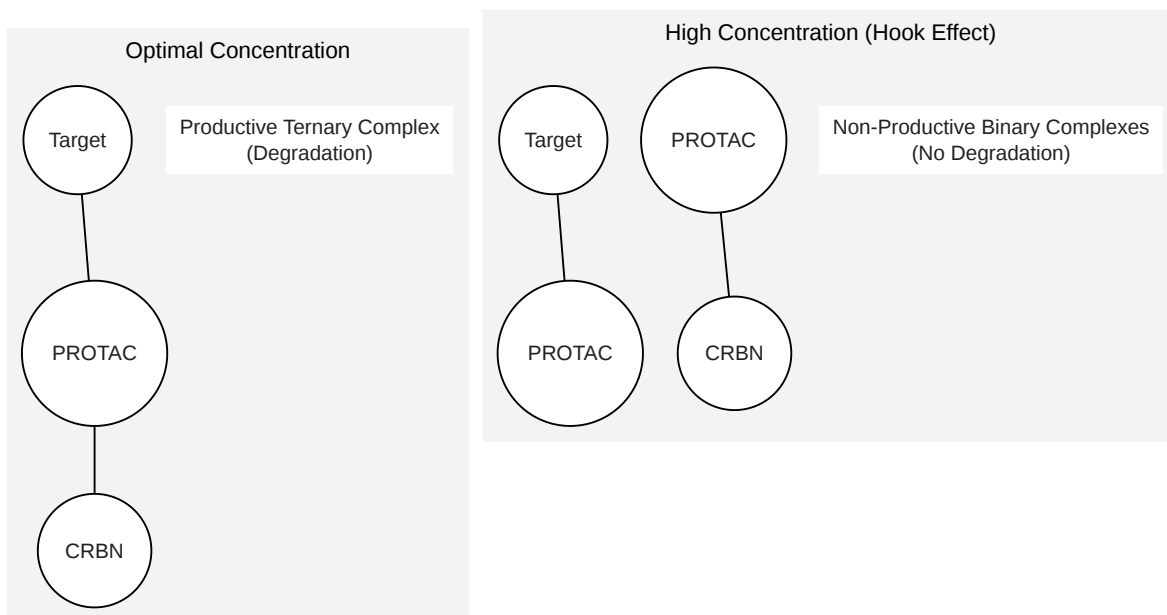 Optimal Concentration
Target
Productive Ternary Complex
(Degradation)
PROTAC
CRBN
High Concentration (Hook Effect)
Target
PROTAC
Non-Productive Binary Complexes
(No Degradation)
PROTAC
CRBN